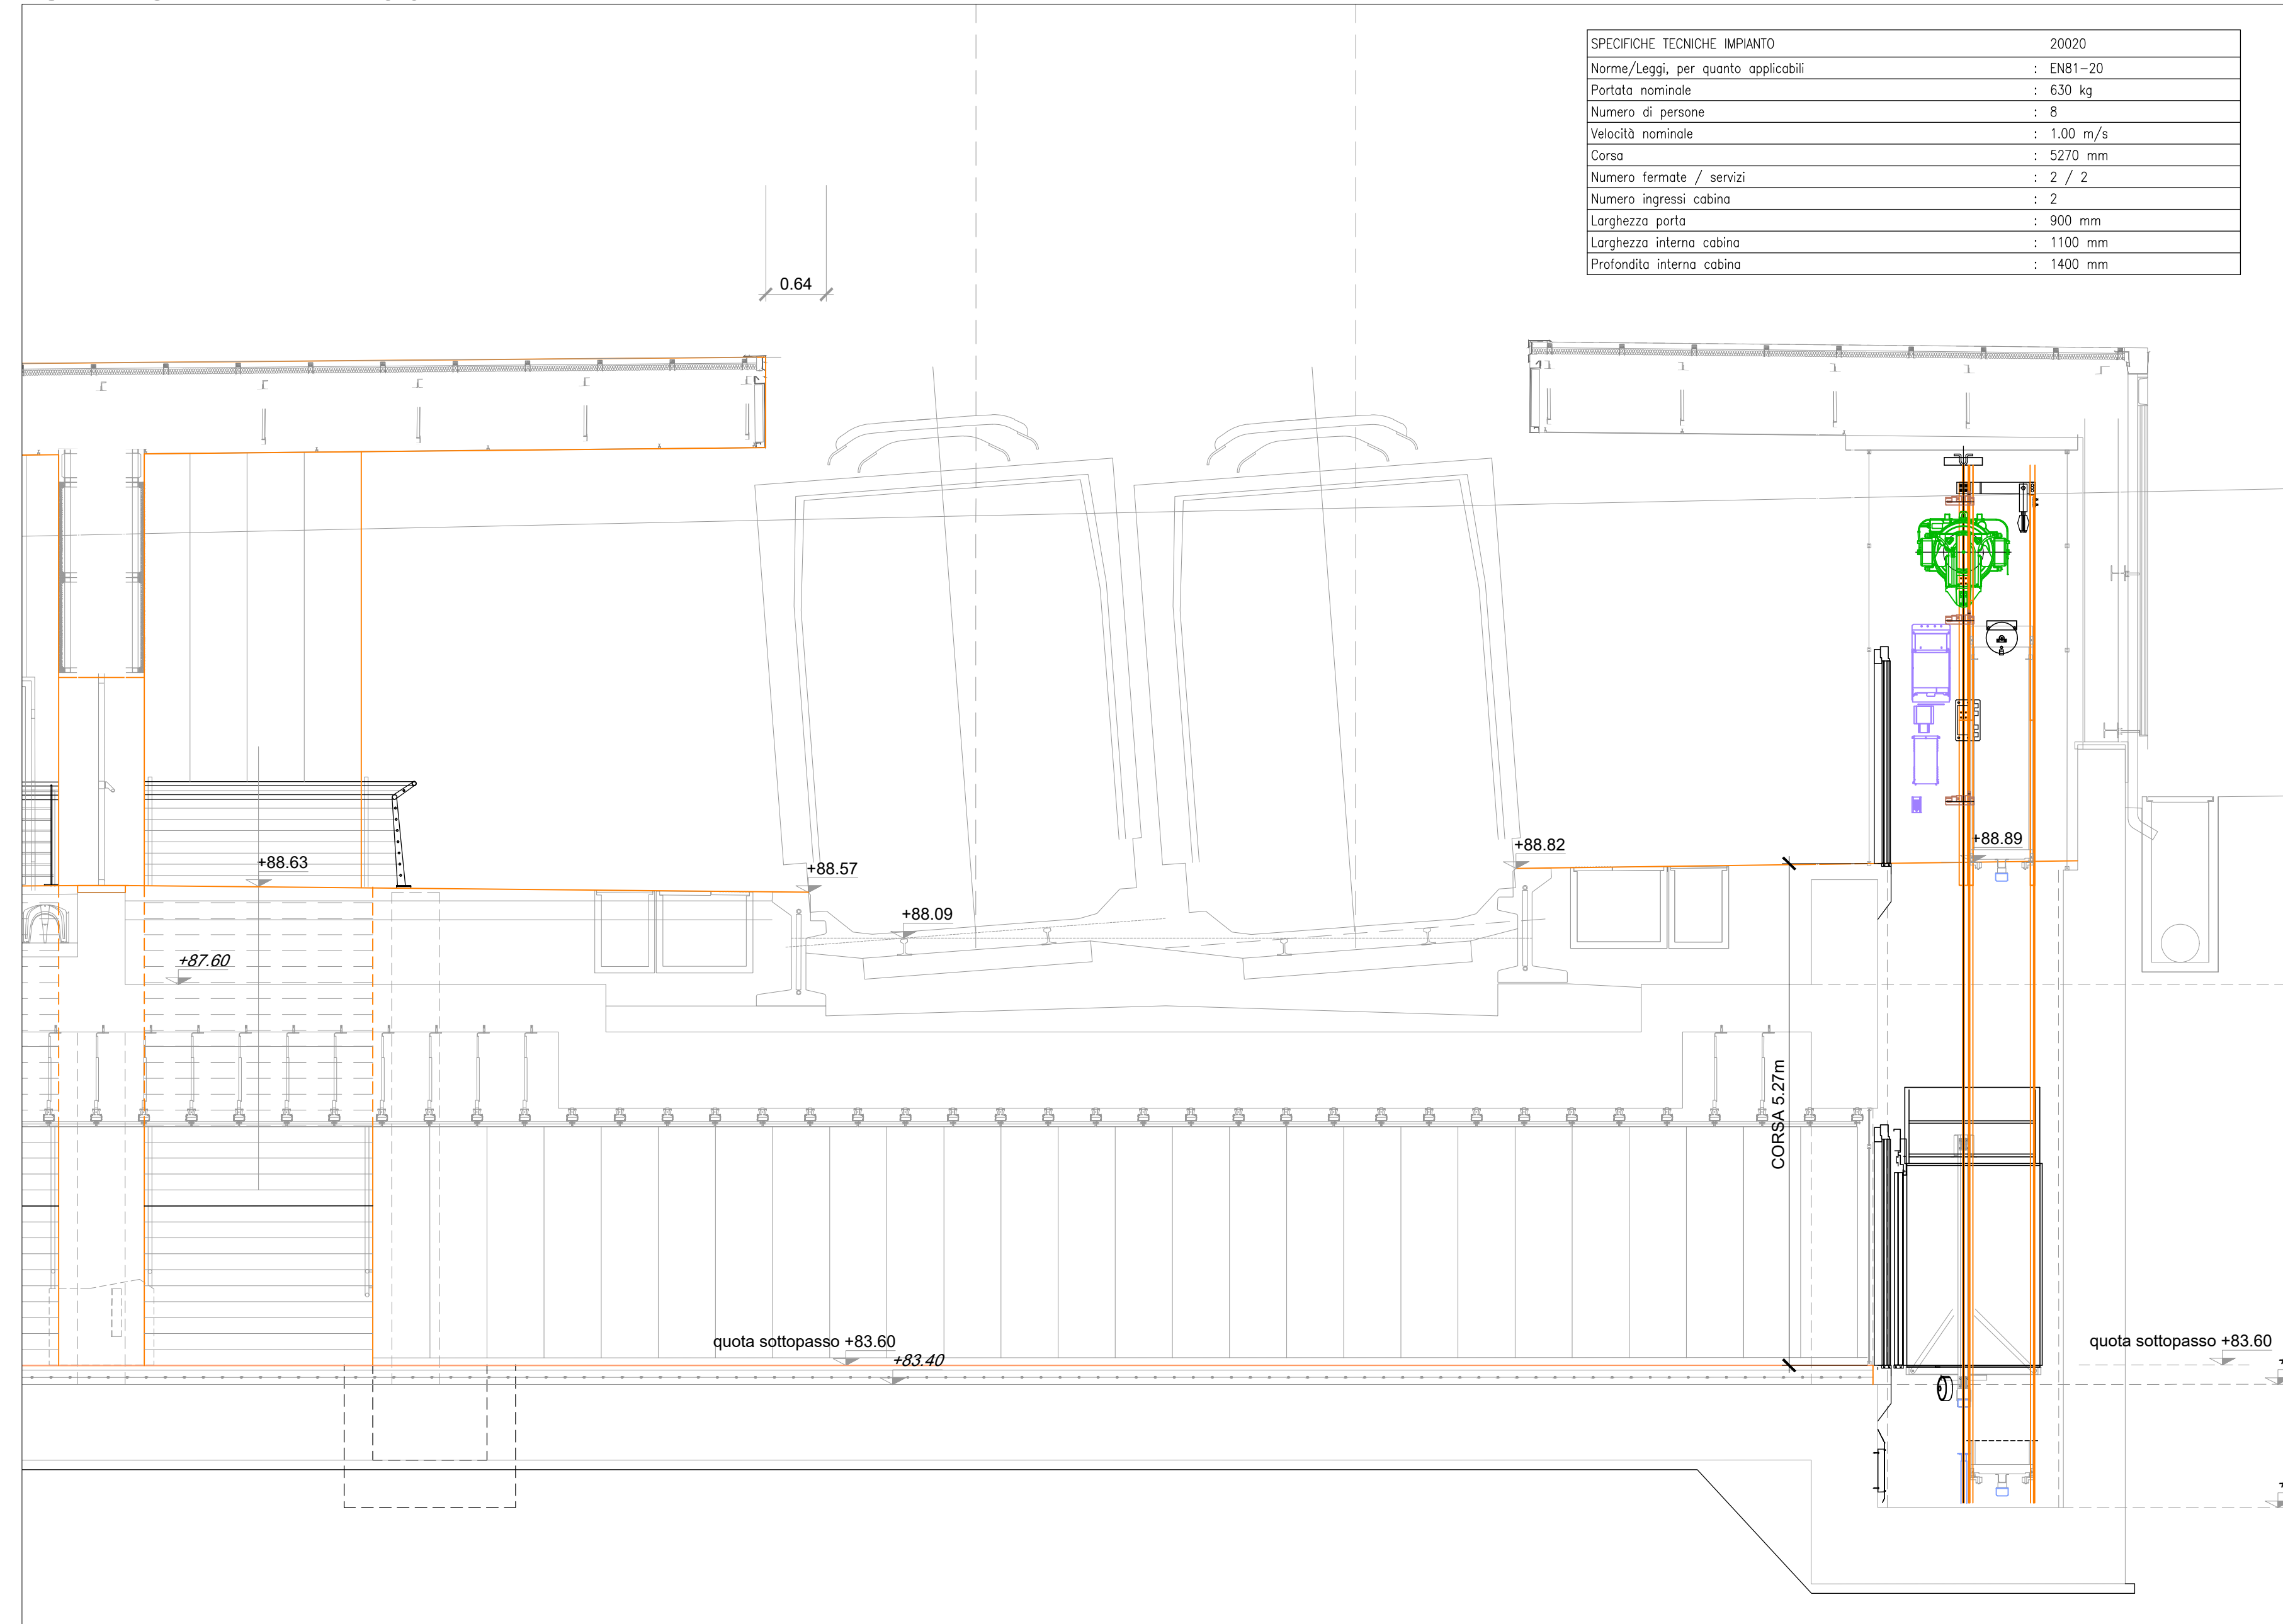 SPECIFICHE TECNICHE IMPIANTO 20020
Norme/Leggi, per quanto applicabili : EN81-20
Portata nominale : 630 kg
Numero di persone : 8
Velocità nominale : 1.00 m/s
Corsa : 5270 mm
Numero fermate / servizi : 2 / 2
Numero ingressi cabina : 2
Larghezza porta : 900 mm
Larghezza interna cabina : 1100 mm
Profondita interna cabina : 1400 mm
0.64
+88.63
+88.57
+88.09
+88.82
+88.89
+87.60
CORSA 5.27m
quota sottopasso +83.60
+83.40
quota sottopasso +83.60